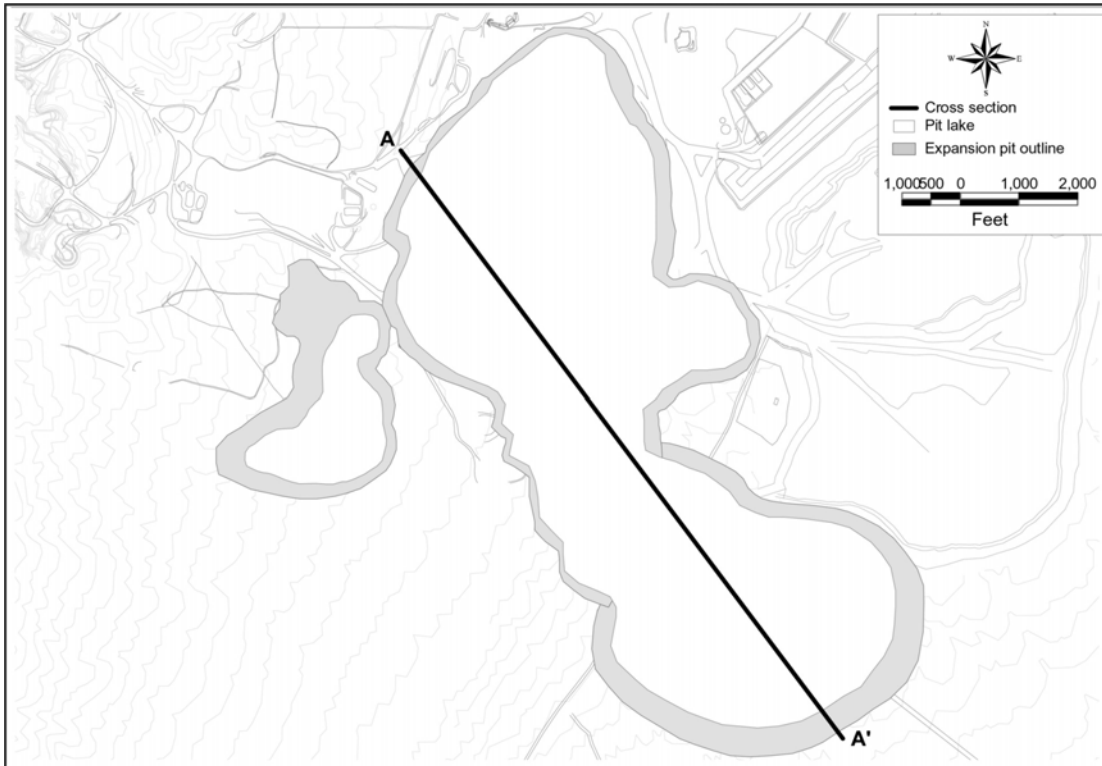 N
W E
S
Cross section
Pit lake
Expansion pit outline
1,000 500 0 1,000 2,000
Feet
A
A'